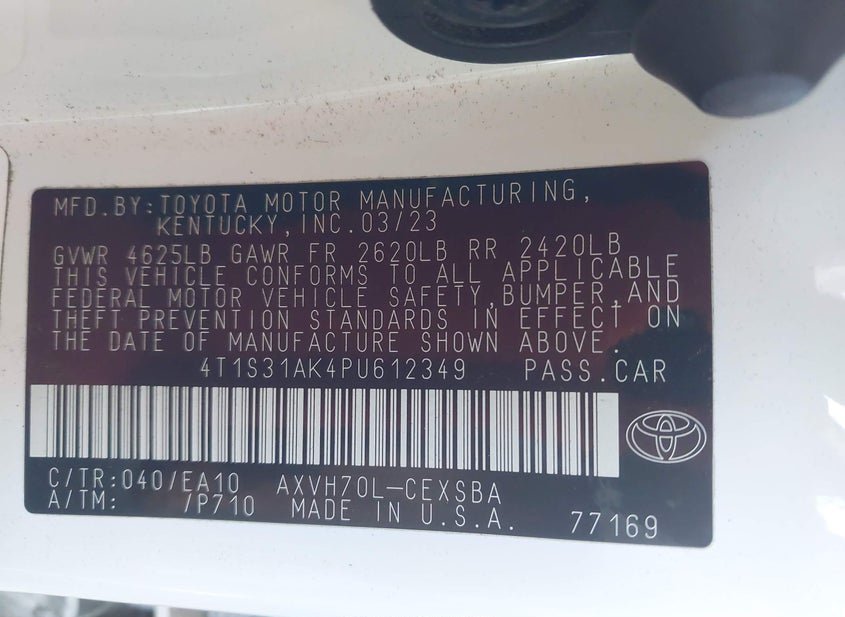 MFD.BY:TOYOTA MOTOR MANUFACTURING,
KENTUCKY,INC.03/23
GVWR 4625LB GAWR FR 2620LB RR 2420LB
THIS VEHICLE CONFORMS TO ALL APPLICABLE
FEDERAL MOTOR VEHICLE SAFETY,BUMPER,AND
THEFT PREVENTION STANDARDS IN EFFECT ON
THE DATE OF MANUFACTURE SHOWN ABOVE.
4T1S31AK4PU612349 PASS.CAR
C/TR:040/EA10 AXVH70L-CEXSBA
A/TM: /P710 MADE IN U.S.A. 77169